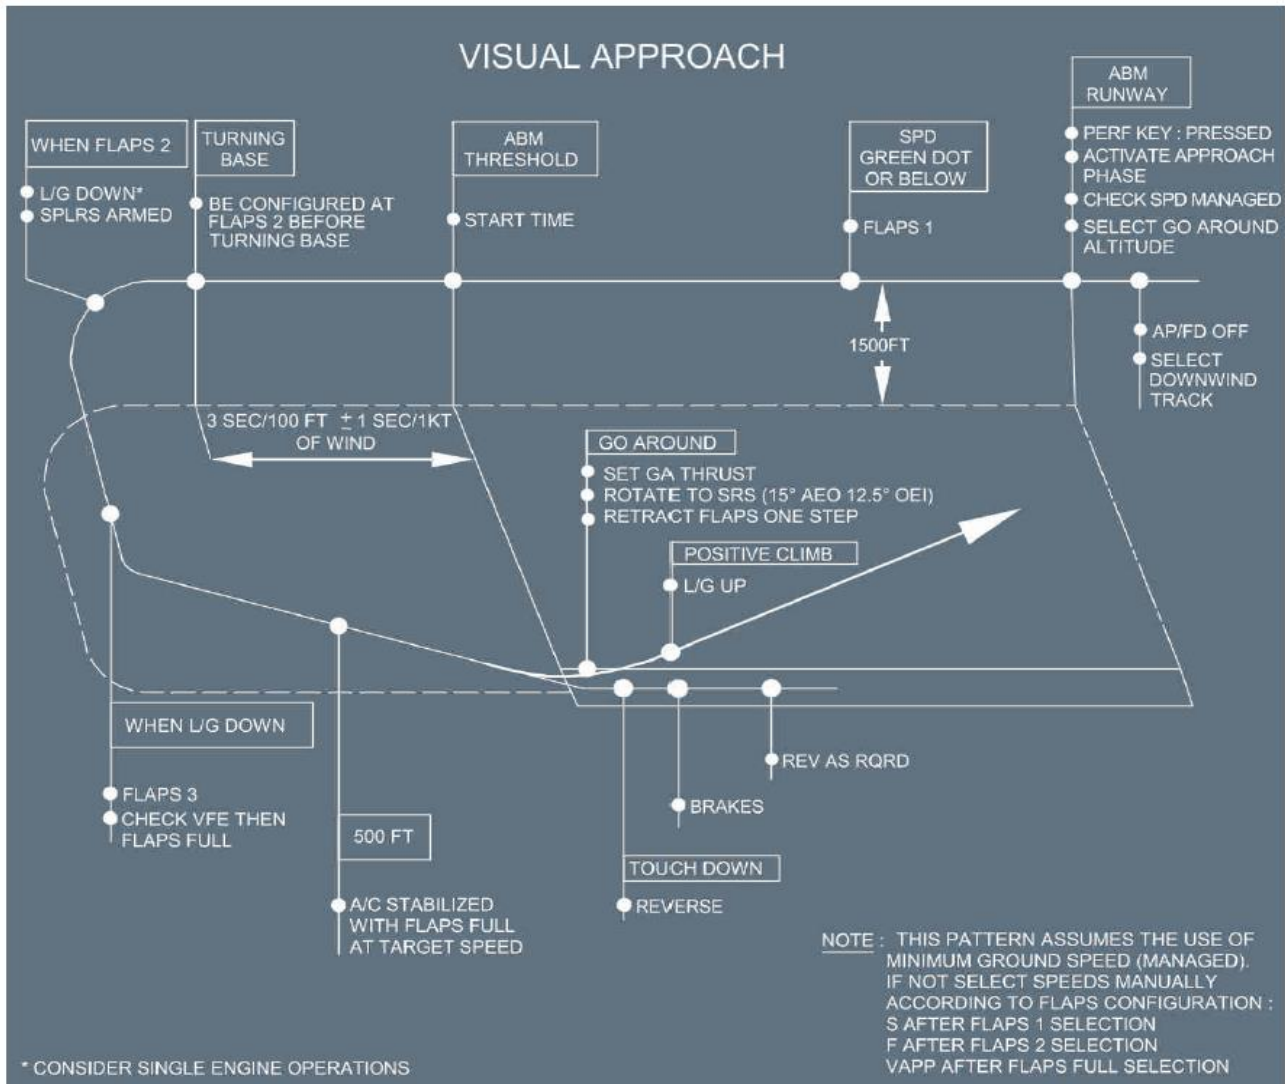 VISUAL APPROACH
WHEN FLAPS 2
L/G DOWN*
SPLRS ARMED
TURNING
BASE
BE CONFIGURED AT
FLAPS 2 BEFORE
TURNING BASE
ABM
THRESHOLD
START TIME
SPD
GREEN DOT
OR BELOW
FLAPS 1
ABM
RUNWAY
PERF KEY : PRESSED
ACTIVATE APPROACH
PHASE
CHECK SPD MANAGED
SELECT GO AROUND
ALTITUDE
AP/FD OFF
SELECT
DOWNWIND
TRACK
1500FT
3 SEC/100 FT ± 1 SEC/1KT
OF WIND
GO AROUND
SET GA THRUST
ROTATE TO SRS (15° AEO 12.5° OEI)
RETRACT FLAPS ONE STEP
POSITIVE CLIMB
L/G UP
WHEN L/G DOWN
FLAPS 3
CHECK VFE THEN
FLAPS FULL
500 FT
A/C STABILIZED
WITH FLAPS FULL
AT TARGET SPEED
TOUCH DOWN
REVERSE
BRAKES
REV AS RQRD
NOTE : THIS PATTERN ASSUMES THE USE OF
MINIMUM GROUND SPEED (MANAGED).
IF NOT SELECT SPEEDS MANUALLY
ACCORDING TO FLAPS CONFIGURATION :
S AFTER FLAPS 1 SELECTION
F AFTER FLAPS 2 SELECTION
VAPP AFTER FLAPS FULL SELECTION
* CONSIDER SINGLE ENGINE OPERATIONS